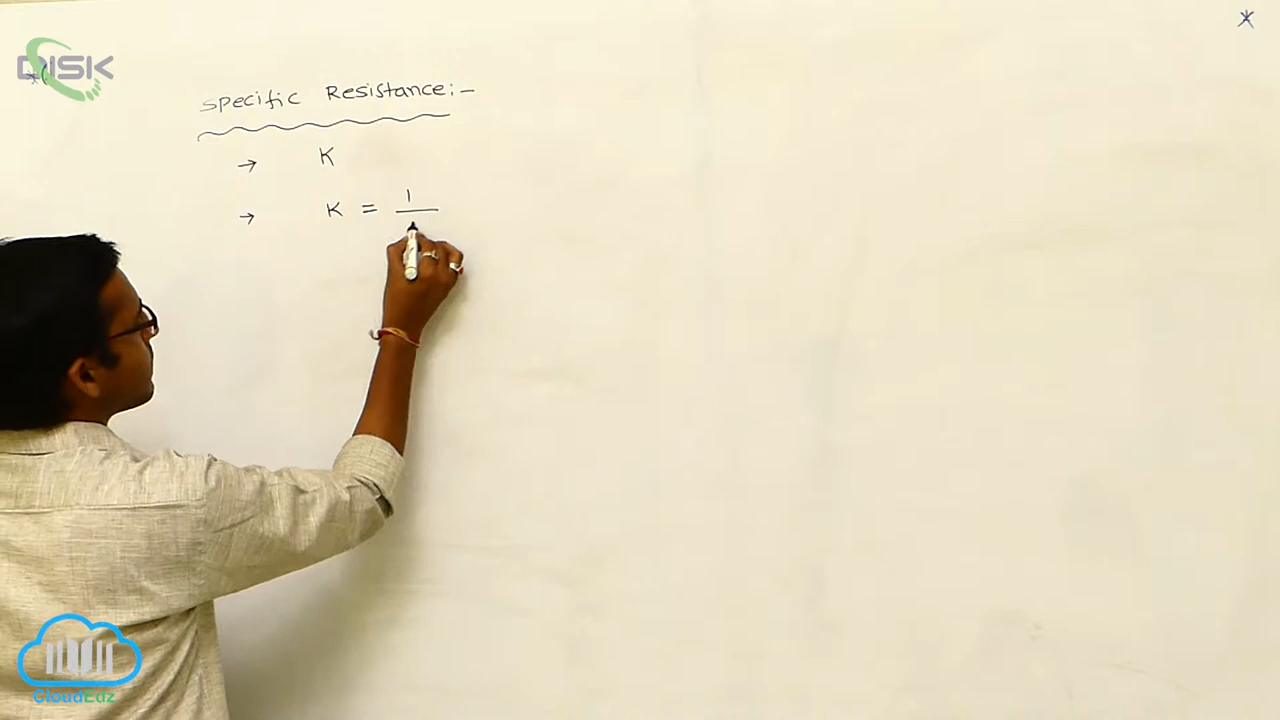 *
DISK
*(
Specific Resistance:-
→ K
→ K = 1/
CloudEdz